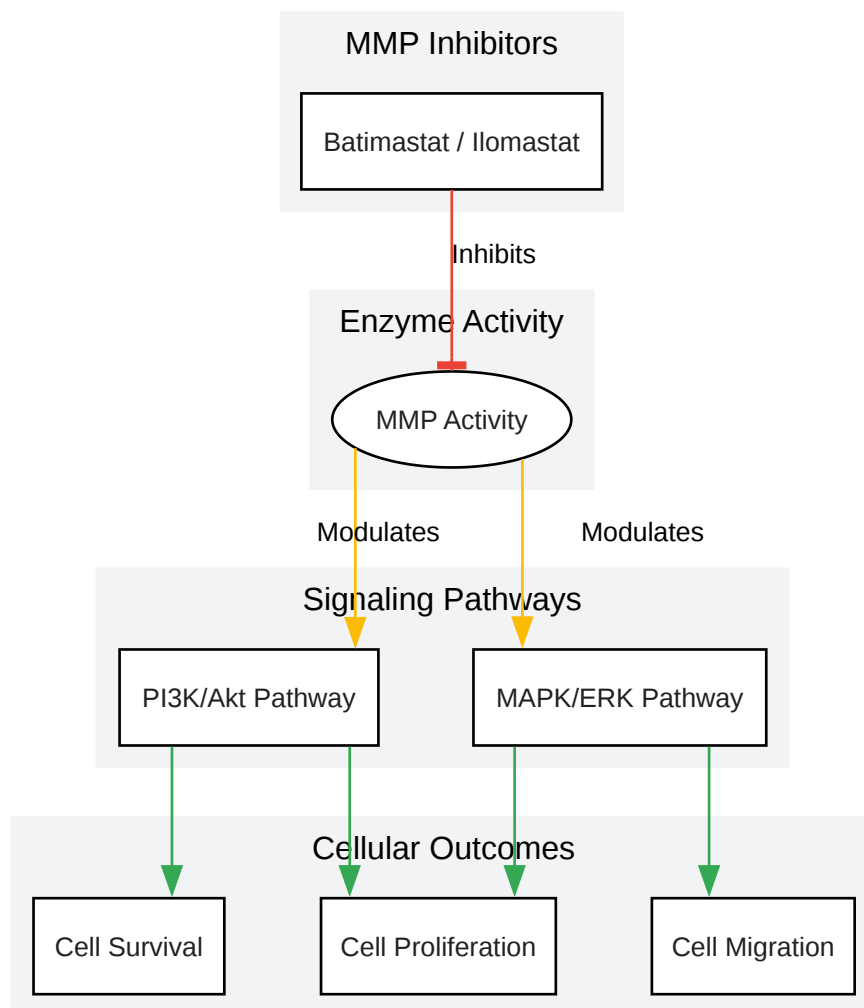 MMP Inhibitors
Batimastat / Ilomastat
Inhibits
Enzyme Activity
MMP Activity
Modulates
Modulates
Signaling Pathways
PI3K/Akt Pathway
MAPK/ERK Pathway
Cellular Outcomes
Cell Survival
Cell Proliferation
Cell Migration